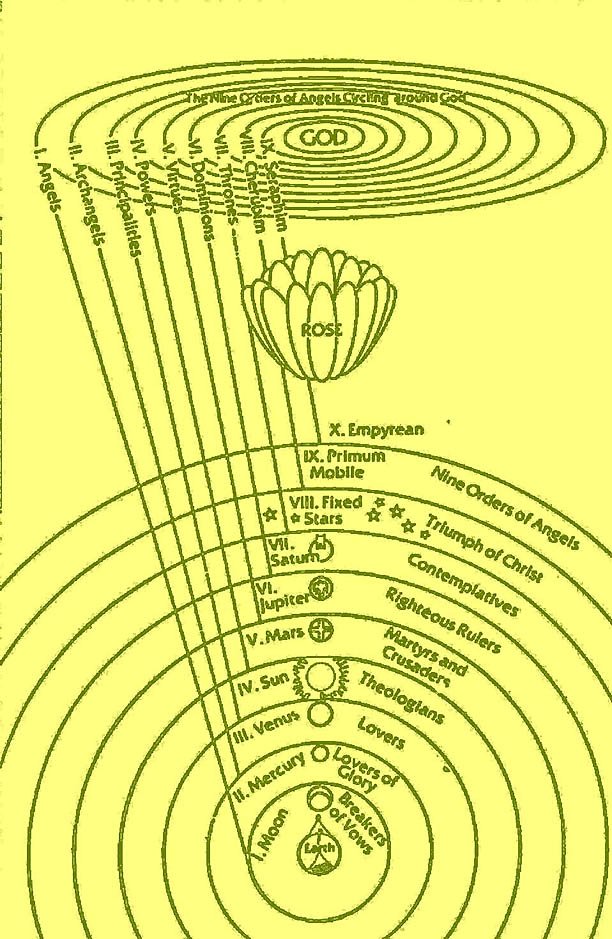 The Nine Orders of Angels Circling around God
GOD
I. Angels
II. Archangels
III. Principalities
IV. Powers
V. Virtues
VI. Dominions
VII. Thrones
VIII. Cherubim
IX. Seraphim
ROSE
X. Empyrean
IX. Primum
Mobile
Nine Orders of Angels
VIII. Fixed
Stars
Triumph of Christ
VII.
Saturn
Contemplatives
VI.
Jupiter
Righteous Rulers
V. Mars
Martyrs and
Crusaders
IV. Sun
Theologians
III. Venus
Lovers
II. Mercury
Lovers of
Glory
I. Moon
Breakers
of Vows
Earth